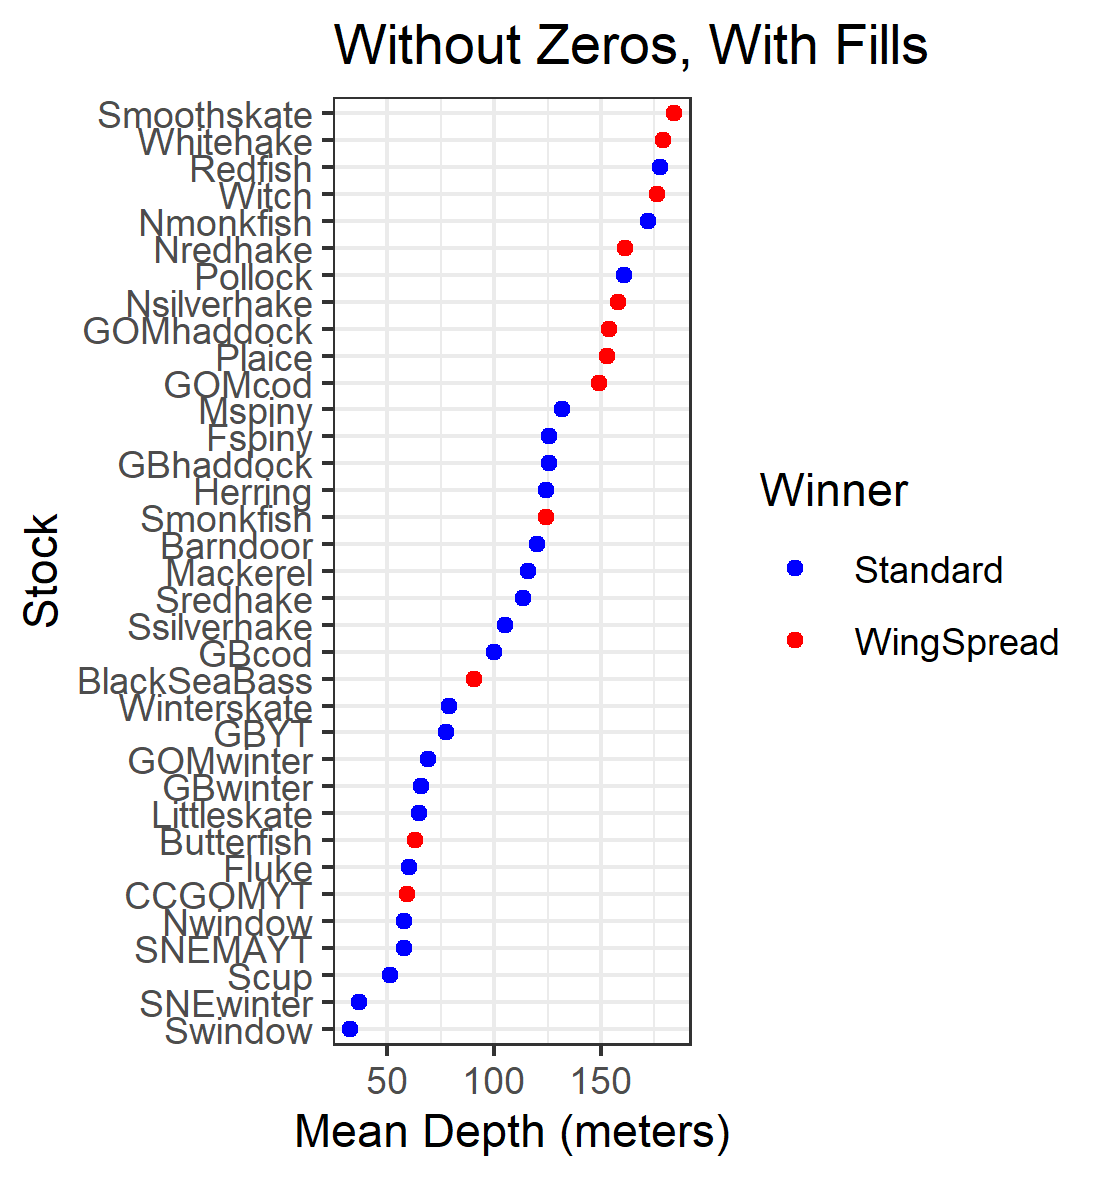 Without Zeros, With Fills
Stock
Smoothskate
Whitehake
Redfish
Witch
Nmonkfish
Nredhake
Pollock
Nsilverhake
GOMhaddock
Plaice
GOMcod
Mspiny
Fspiny
GBhaddock
Herring
Smonkfish
Barndoor
Mackerel
Sredhake
Ssilverhake
GBcod
BlackSeaBass
Winterskate
GBYT
GOMwinter
GBwinter
Littleskate
Butterfish
Fluke
CCGOMYT
Nwindow
SNEMAYT
Scup
SNEwinter
Swindow
50 100 150
Mean Depth (meters)
Winner
Standard
WingSpread